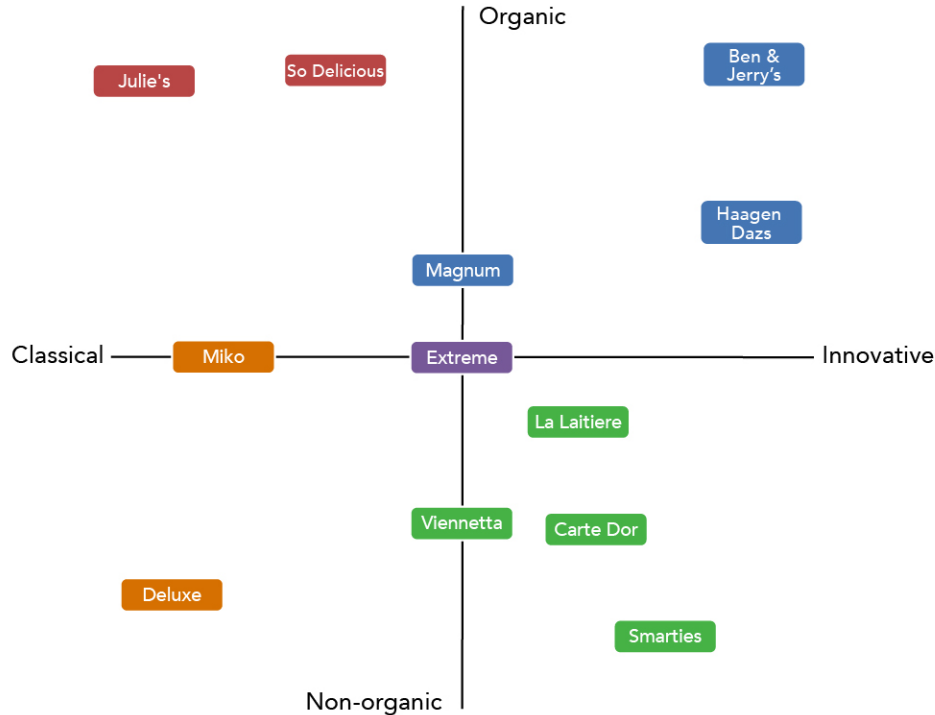 Organic
Ben &
Jerry’s
So Delicious
Julie's
Haagen
Dazs
Magnum
Classical
Miko
Extreme
Innovative
La Laitiere
Viennetta
Carte Dor
Deluxe
Smarties
Non-organic